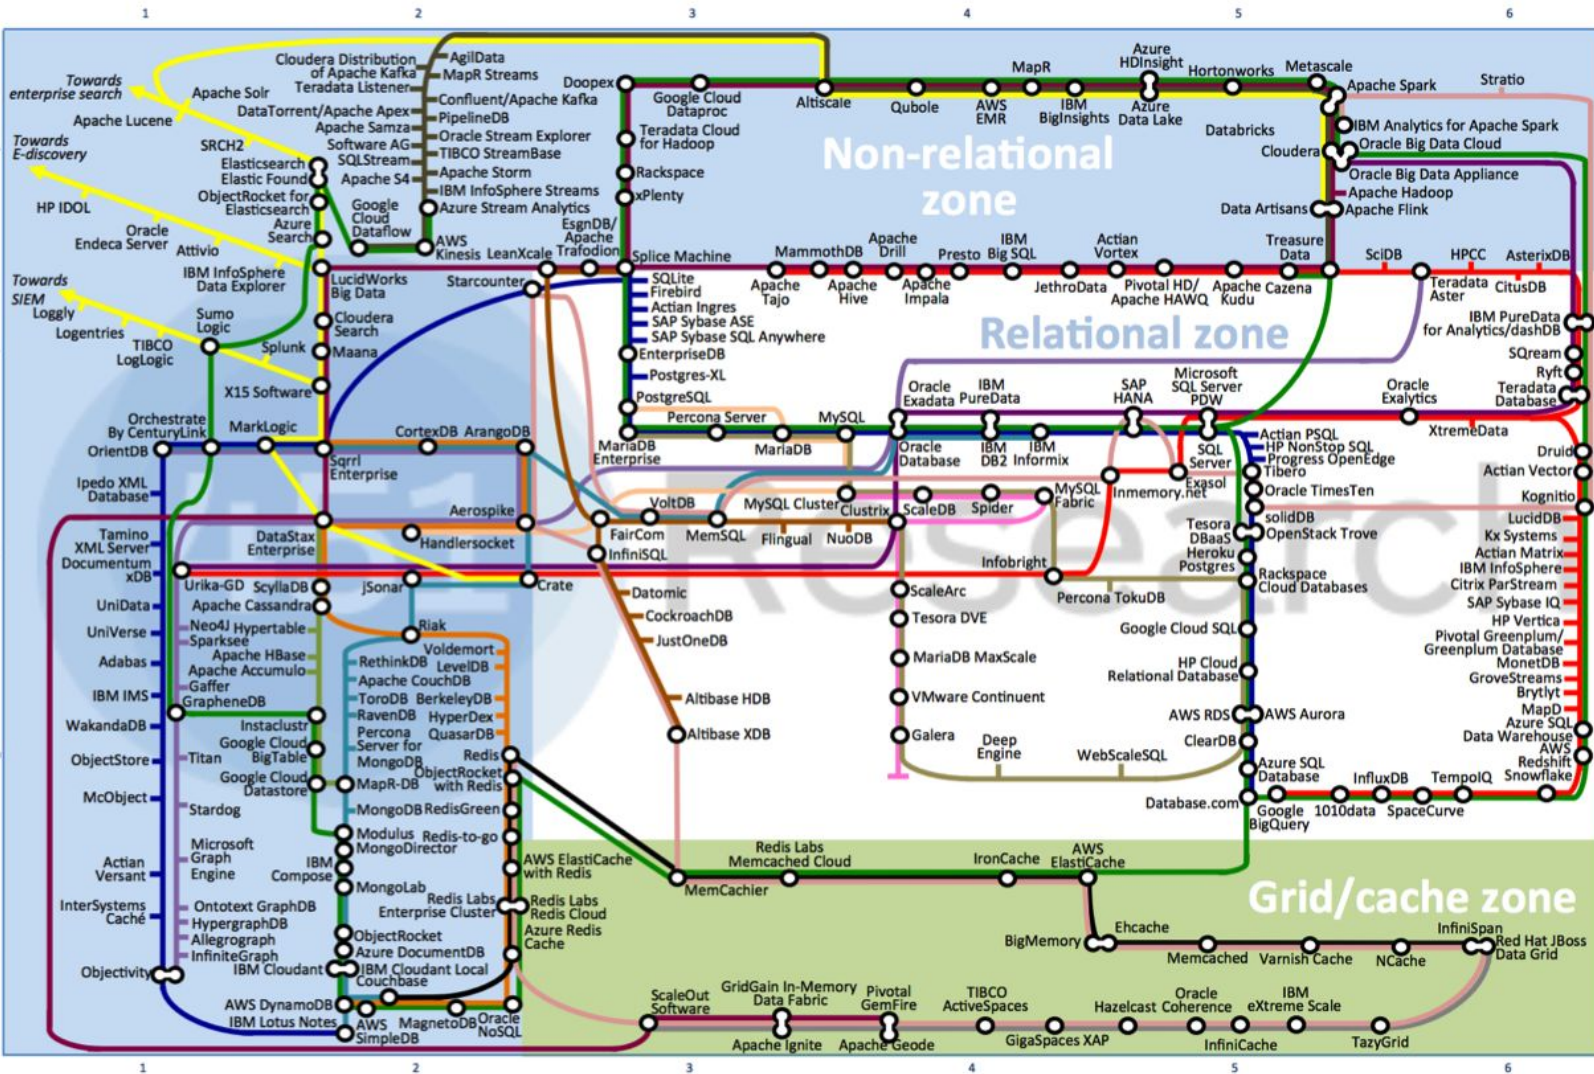 1 2 3 4 5 6
Towards
enterprise search
Apache Solr
Apache Lucene
SRCH2
Towards
E-discovery
HP IDOL
Oracle
Endeca Server
Attivio
IBM InfoSphere
Data Explorer
Towards
SIEM
Loggly
Logentries
TIBCO
LogLogic
Sumo
Logic
Splunk
X15 Software
Elasticsearch
Elastic Found
ObjectRocket for
Elasticsearch
Azure
Search
LucidWorks
Big Data
Cloudera
Search
Maana
Cloudera Distribution
of Apache Kafka
Teradata Listener
DataTorrent/Apache Apex
Apache Samza
Software AG
SQLStream
Apache S4
AgilData
MapR Streams
Confluent/Apache Kafka
PipelineDB
Oracle Stream Explorer
TIBCO StreamBase
Apache Storm
IBM InfoSphere Streams
Azure Stream Analytics
Google
Cloud
Dataflow
AWS
Kinesis
LeanXcale
Starcounter
EsgnDB/
Apache
Trafodion
Splice Machine
Doopex
Google Cloud
Dataproc
Teradata Cloud
for Hadoop
Rackspace
xPlenty
Altiscale
Qubole
AWS
EMR
MapR
IBM
BigInsights
Azure
HDInsight
Azure
Data Lake
Hortonworks
Metascale
Apache Spark
Stratio
Databricks
IBM Analytics for Apache Spark
Cloudera
Oracle Big Data Cloud
Oracle Big Data Appliance
Apache Hadoop
Data Artisans
Apache Flink
Non-relational
zone
MammothDB
Apache
Tajo
Apache
Hive
Apache
Drill
Apache
Impala
Presto
IBM
Big SQL
JethroData
Actian
Vortex
Pivotal HD/
Apache HAWQ
Apache
Kudu
Treasure
Data
Cazena
SciDB
Teradata
Aster
HPCC
CitusDB
AsterixDB
Relational zone
SQLite
Firebird
Actian Ingres
SAP Sybase ASE
SAP Sybase SQL Anywhere
EnterpriseDB
Postgres-XL
PostgreSQL
MariaDB
Enterprise
Percona Server
MariaDB
MySQL
Oracle
Exadata
Oracle
Database
IBM
PureData
IBM
DB2
IBM
Informix
SAP
HANA
Microsoft
SQL Server
PDW
SQL
Server
Oracle
Exalytics
XtremeData
IBM PureData
for Analytics/dashDB
SQream
Ryft
Teradata
Database
Druid
Actian Vector
Kognitio
LucidDB
Kx Systems
Actian Matrix
IBM InfoSphere
Citrix ParStream
SAP Sybase IQ
HP Vertica
Pivotal Greenplum/
Greenplum Database
MonetDB
GroveStreams
Brytlyt
MapD
Azure SQL
Data Warehouse
AWS
Redshift
Snowflake
Actian PSQL
HP NonStop SQL
Progress OpenEdge
Tibero
Oracle TimesTen
solidDB
Exasol
Inmemory.net
Tesora
DBaaS
OpenStack Trove
Heroku
Postgres
Rackspace
Cloud Databases
Google Cloud SQL
HP Cloud
Relational Database
AWS RDS
AWS Aurora
ClearDB
Azure SQL
Database
Database.com
Google
BigQuery
1010data
InfluxDB
SpaceCurve
TempoIQ
451 Research
Orchestrate
By CenturyLink
MarkLogic
OrientDB
CortexDB
ArangoDB
Sqrrl
Enterprise
Ipedo XML
Database
Tamino
XML Server
Documentum
xDB
UniData
UniVerse
Adabas
IBM IMS
WakandaDB
ObjectStore
McObject
Actian
Versant
InterSystems
Caché
Objectivity
Aerospike
Handlersocket
DataStax
Enterprise
Urika-GD
ScyllaDB
Apache Cassandra
jSonar
Crate
Riak
Neo4J
Sparksee
Hypertable
Apache HBase
Apache Accumulo
Gaffer
GrapheneDB
Instaclustr
Google Cloud
BigTable
Google Cloud
Datastore
Titan
Stardog
Microsoft
Graph
Engine
Ontotext GraphDB
HypergraphDB
Allegrograph
InfiniteGraph
Voldemort
LevelDB
RethinkDB
Apache CouchDB
ToroDB
BerkeleyDB
RavenDB
HyperDex
Percona
Server for
MongoDB
QuasarDB
Redis
ObjectRocket
with Redis
MapR-DB
MongoDB
RedisGreen
Modulus
Redis-to-go
MongoDirector
IBM
Compose
MongoLab
AWS ElastiCache
with Redis
Redis Labs
Enterprise Cluster
Redis Labs
Redis Cloud
Azure Redis
Cache
ObjectRocket
Azure DocumentDB
IBM Cloudant
IBM Cloudant Local
Couchbase
AWS DynamoDB
IBM Lotus Notes
AWS
SimpleDB
MagnetoDB
Oracle
NoSQL
VoltDB
FairCom
MemSQL
InfiniSQL
MySQL Cluster
Clustrix
Flingual
NuoDB
ScaleDB
Spider
MySQL
Fabric
Infobright
Percona TokuDB
Datomic
CockroachDB
JustOneDB
Altibase HDB
Altibase XDB
ScaleArc
Tesora DVE
MariaDB MaxScale
VMware Continuent
Galera
Deep
Engine
WebScaleSQL
MemCachier
Redis Labs
Memcached Cloud
IronCache
AWS
ElastiCache
Grid/cache zone
BigMemory
Ehcache
Memcached
Varnish Cache
NCache
InfiniSpan
Red Hat JBoss
Data Grid
ScaleOut
Software
GridGain In-Memory
Data Fabric
Apache Ignite
Pivotal
GemFire
Apache Geode
TIBCO
ActiveSpaces
GigaSpaces XAP
Hazelcast
Oracle
Coherence
InfiniCache
IBM
eXtreme Scale
TazyGrid
1 2 3 4 5 6